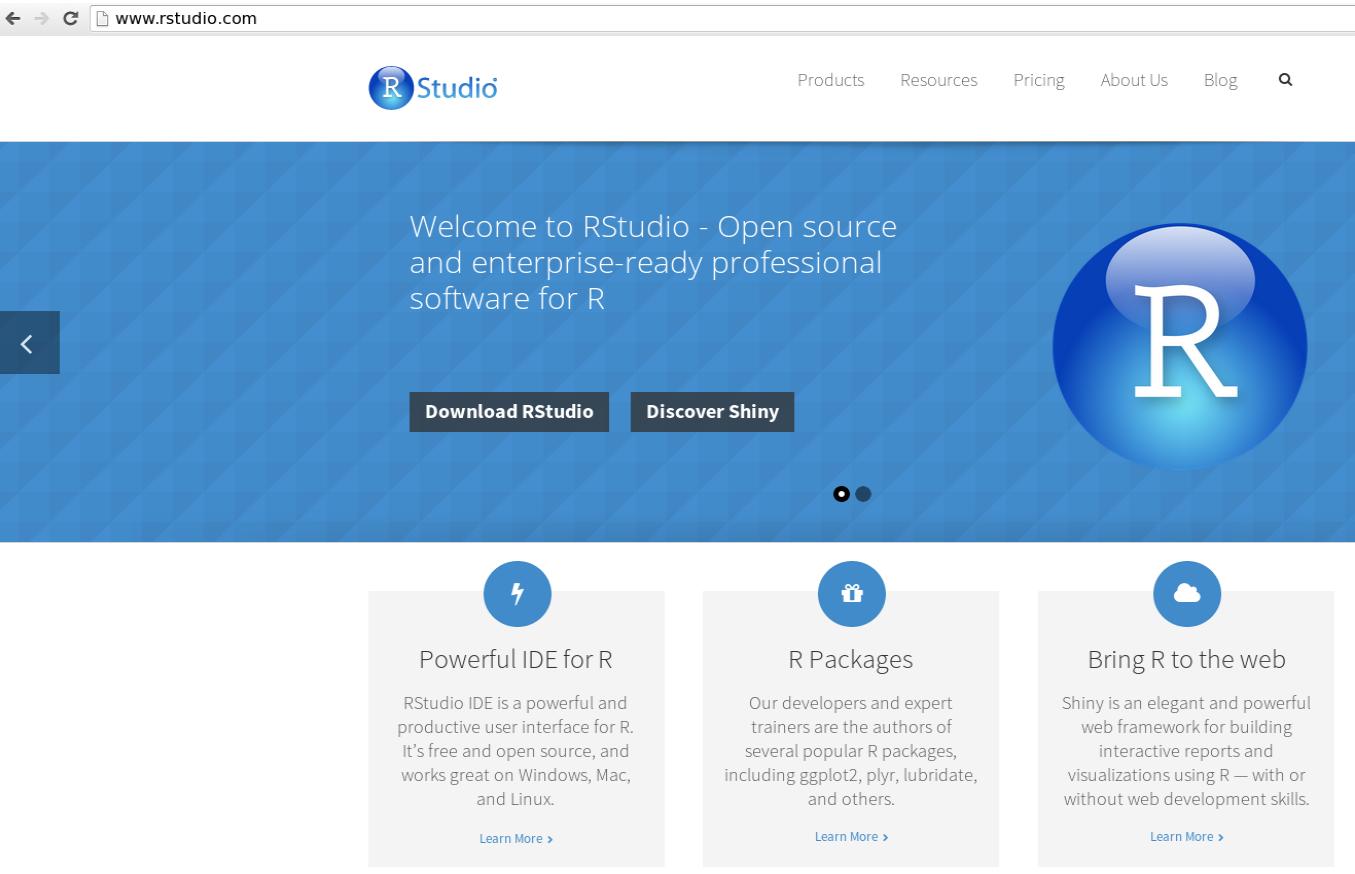 www.rstudio.com
R Studio
Products Resources Pricing About Us Blog
Welcome to RStudio - Open source
and enterprise-ready professional
software for R
R
Download RStudio Discover Shiny
Powerful IDE for R
RStudio IDE is a powerful and
productive user interface for R.
It’s free and open source, and
works great on Windows, Mac,
and Linux.
Learn More
R Packages
Our developers and expert
trainers are the authors of
several popular R packages,
including ggplot2, plyr, lubridate,
and others.
Learn More
Bring R to the web
Shiny is an elegant and powerful
web framework for building
interactive reports and
visualizations using R — with or
without web development skills.
Learn More